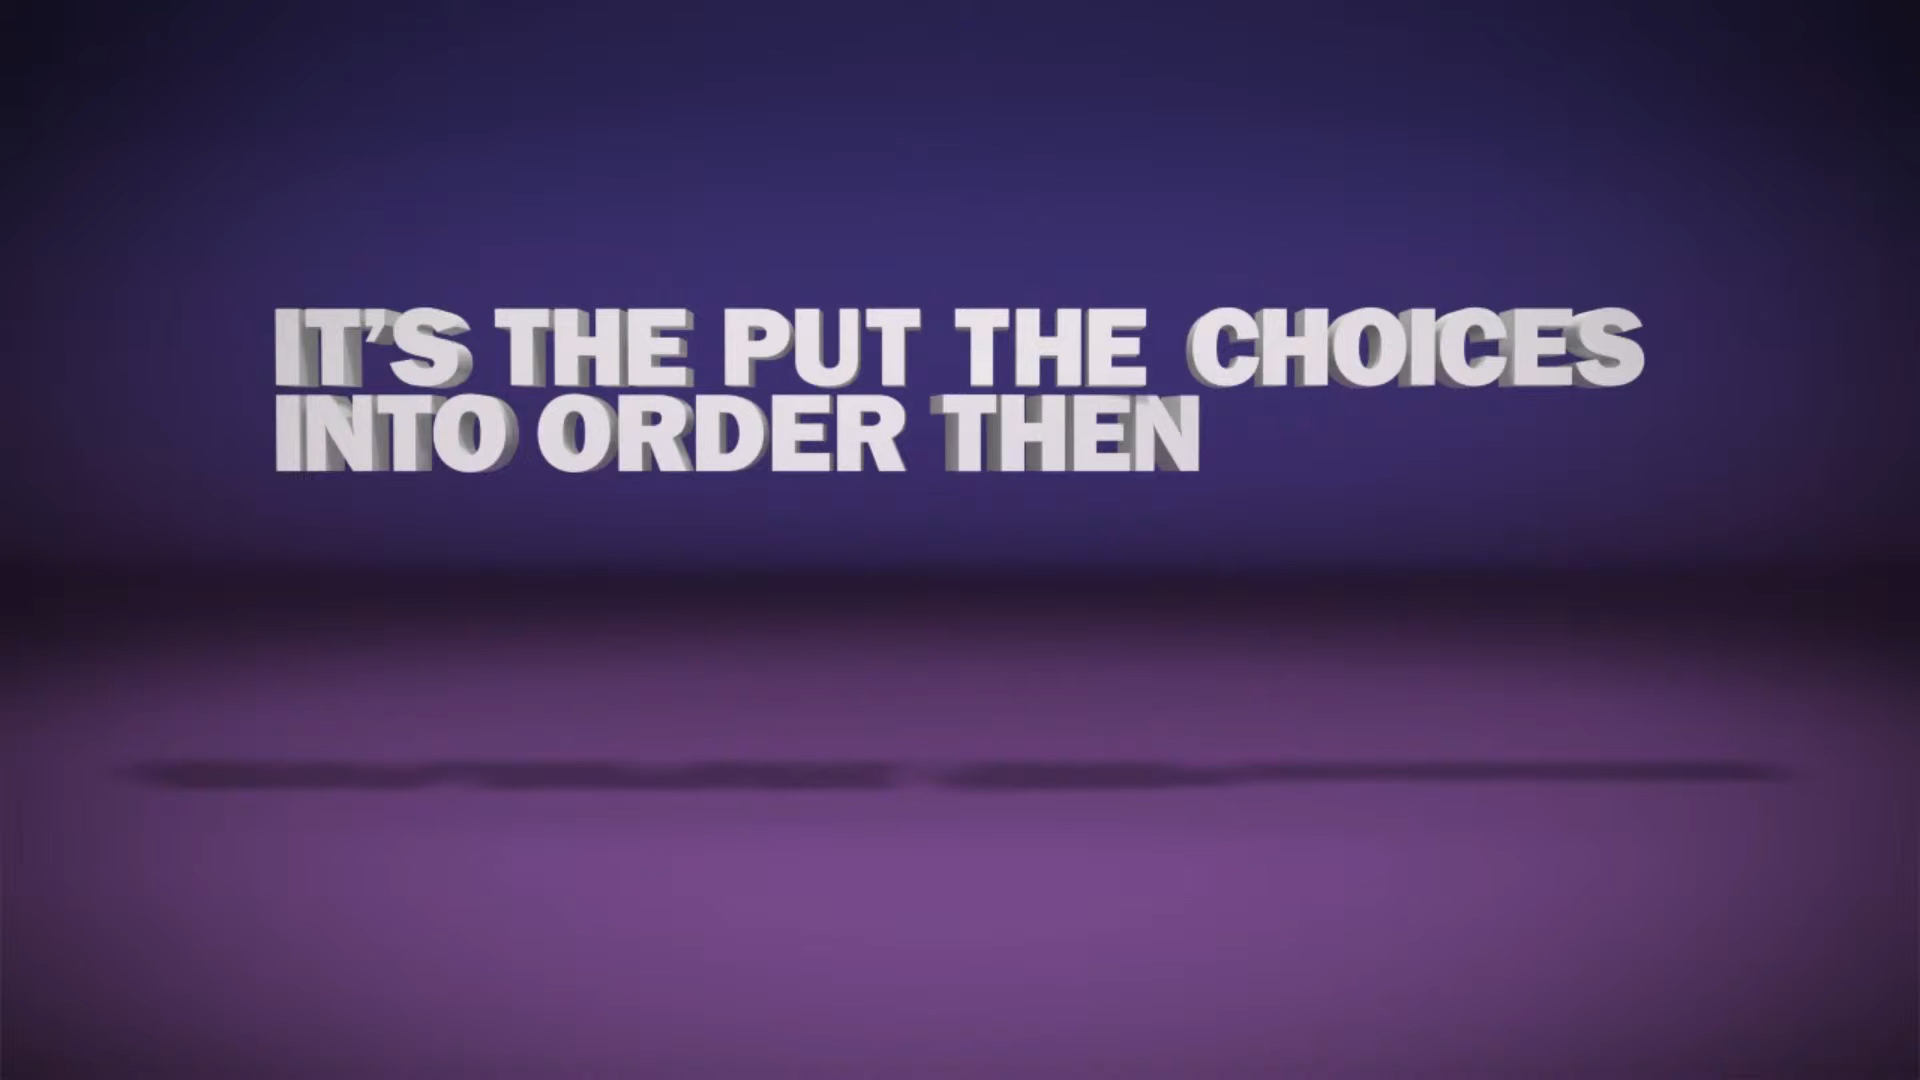 IT’S THE PUT THE CHOICES
INTO ORDER THEN